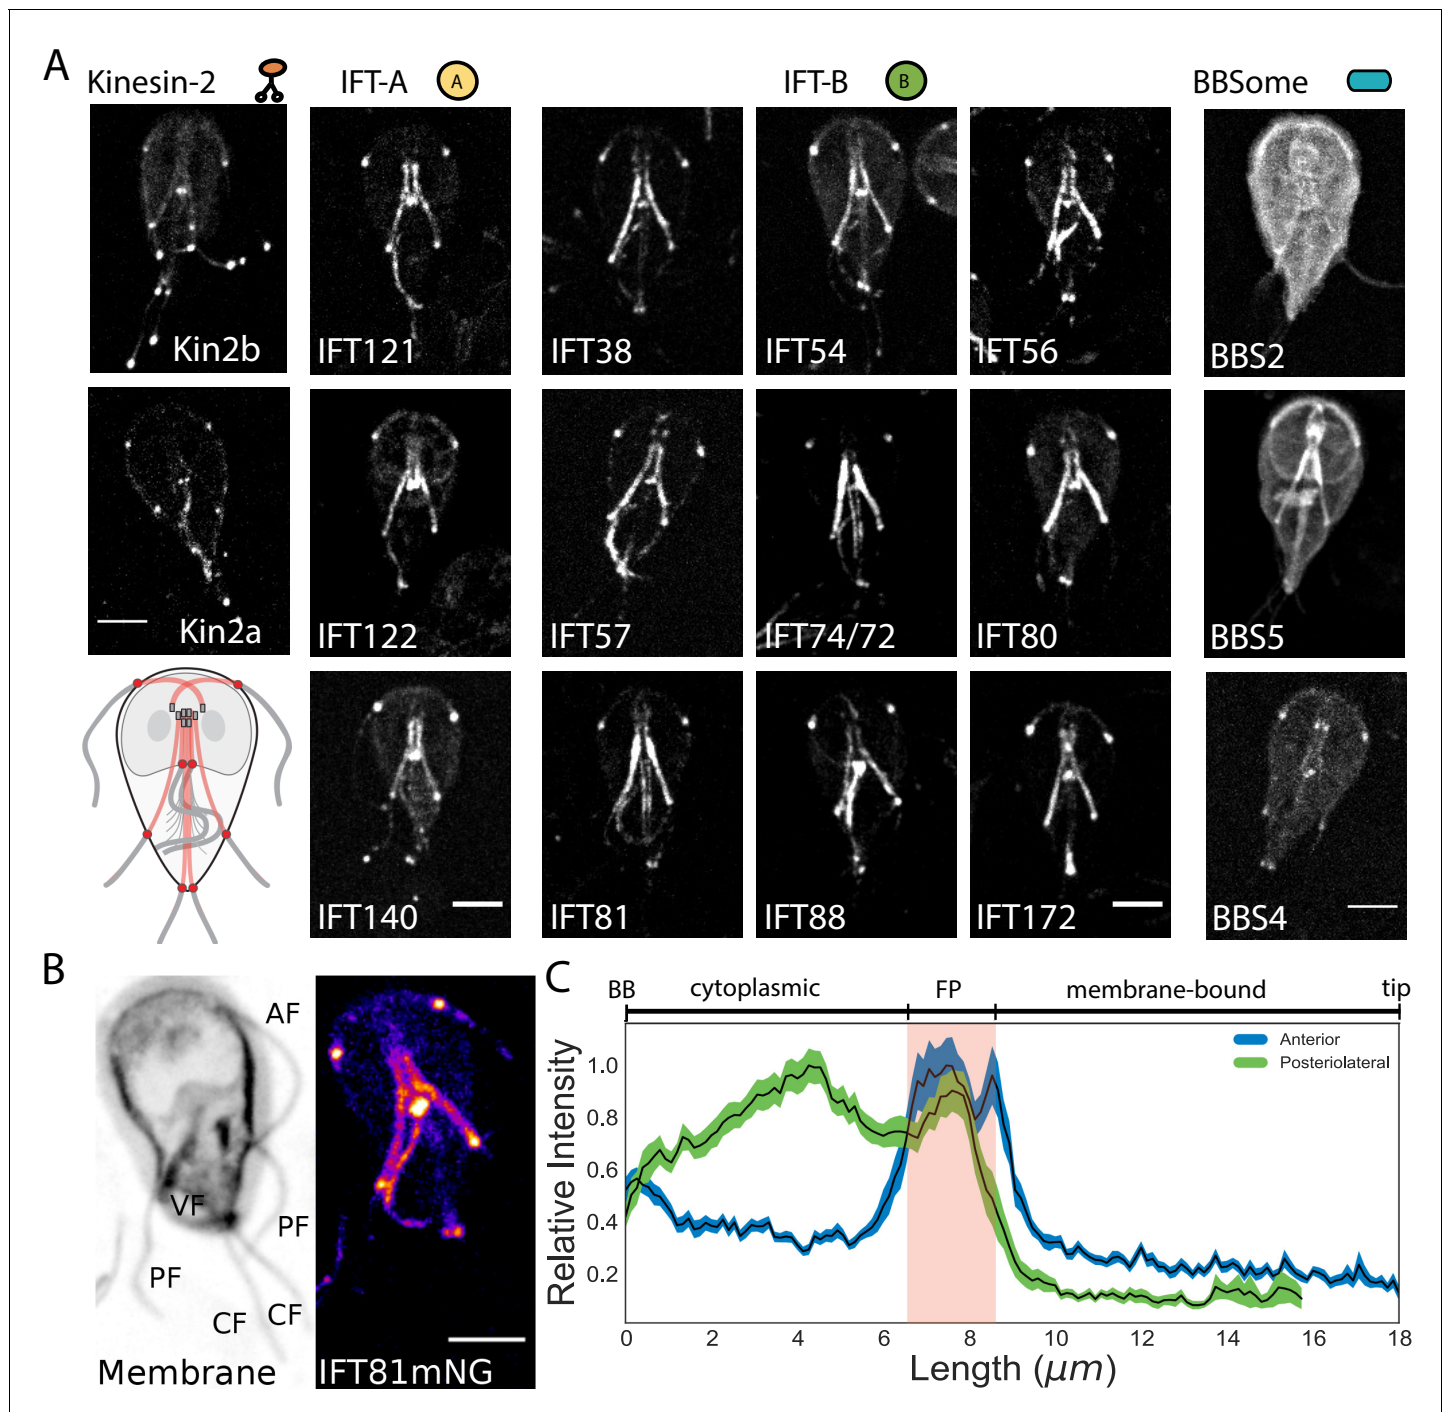 A
Kinesin-2
IFT-A
A
IFT-B
B
BBSome
Kin2b
IFT121
IFT38
IFT54
IFT56
BBS2
Kin2a
IFT122
IFT57
IFT74/72
IFT80
BBS5
IFT140
IFT81
IFT88
IFT172
BBS4
B
AF
VF
PF
PF
CF
CF
Membrane
IFT81mNG
C
BB
cytoplasmic
FP
membrane-bound
tip
Anterior
Posteriolateral
Relative Intensity
1.0
0.8
0.6
0.4
0.2
0 2 4 6 8 10 12 14 16 18
Length (μm)